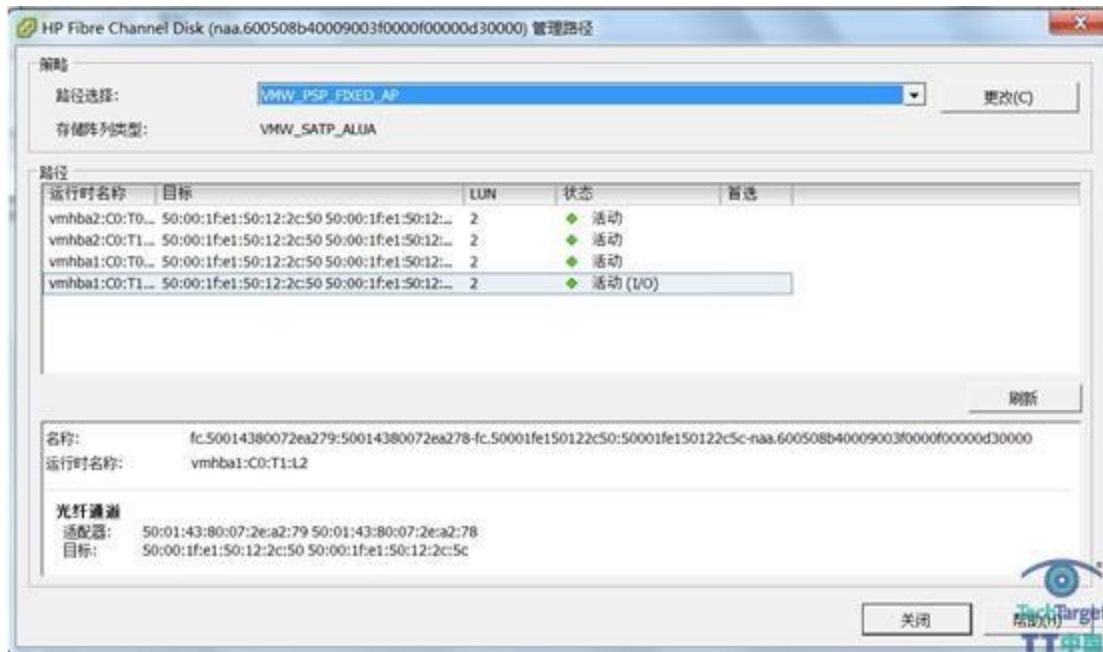 HP Fibre Channel Disk (naa.600508b40009003f0000f00000d30000) 管理路径
策略
路径选择: VMW_PSP_FIXED_AP 更改(C)
存储阵列类型: VMW_SATP_ALUA
路径
运行时名称 目标 LUN 状态 首选
vmhba2:C0:T0... 50:00:1f:e1:50:12:2c:50 50:00:1f:e1:50:12:... 2 活动
vmhba2:C0:T1... 50:00:1f:e1:50:12:2c:50 50:00:1f:e1:50:12:... 2 活动
vmhba1:C0:T0... 50:00:1f:e1:50:12:2c:50 50:00:1f:e1:50:12:... 2 活动
vmhba1:C0:T1... 50:00:1f:e1:50:12:2c:50 50:00:1f:e1:50:12:... 2 活动 (I/O)
刷新
名称: fc.50014380072ea279:50014380072ea278-fc.50001fe150122c50:50001fe150122c5c-naa.600508b40009003f0000f00000d30000
运行时名称: vmhba1:C0:T1:L2
光纤通道
适配器: 50:01:43:80:07:2e:a2:79 50:01:43:80:07:2e:a2:78
目标: 50:00:1f:e1:50:12:2c:50 50:00:1f:e1:50:12:2c:5c
关闭 帮助(H)
TechTarget
TT中国